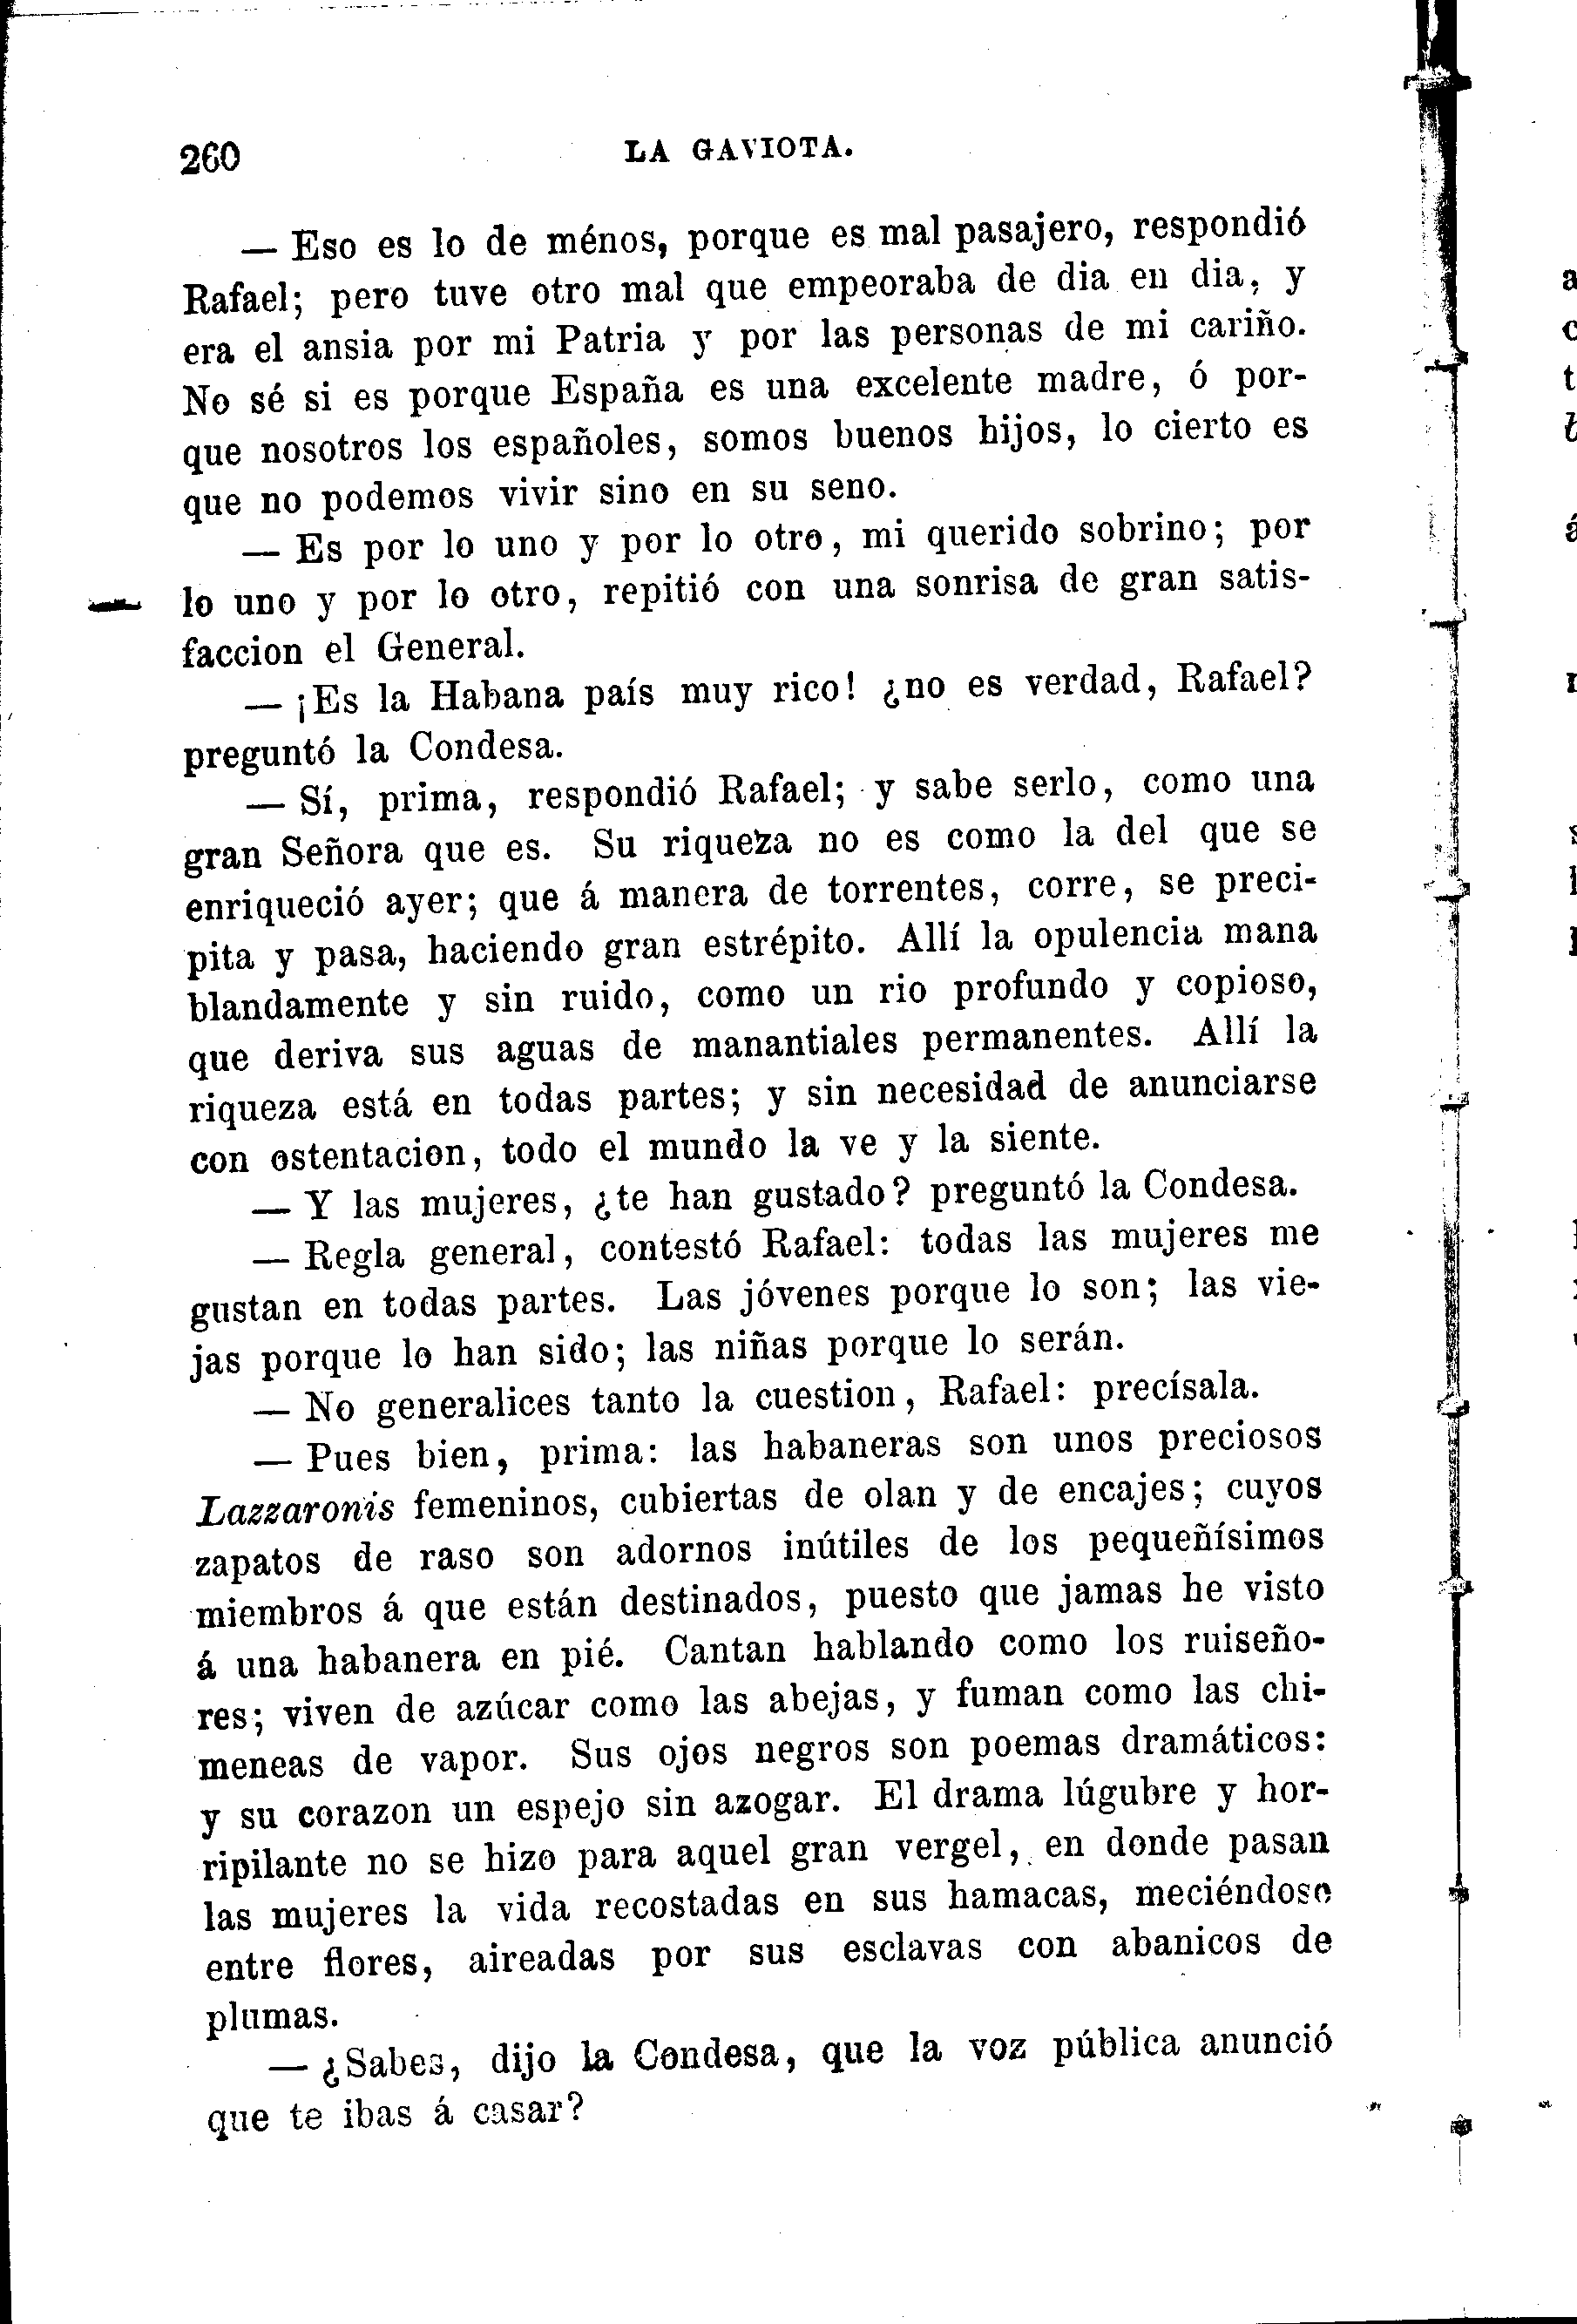 260
LA GAVIOTA.
— Eso es lo de ménos, porque es mal pasajero, respondió
Rafael; pero tuve otro mal que empeoraba de dia en dia, y
era el ansia por mi Patria y por las personas de mi cariño.
No sé si es porque España es una excelente madre, ó por-
que nosotros los españoles, somos buenos hijos, lo cierto es
que no podemos vivir sino en su seno.
— Es por lo uno y por lo otro, mi querido sobrino; por
lo uno y por lo otro, repitió con una sonrisa de gran satis-
faccion el General.
— ¡Es la Habana país muy rico! ¿no es verdad, Rafael?
preguntó la Condesa.
— Sí, prima, respondió Rafael; y sabe serlo, como una
gran Señora que es. Su riqueza no es como la del que se
enriqueció ayer; que á manera de torrentes, corre, se preci-
pita y pasa, haciendo gran estrépito. Allí la opulencia mana
blandamente y sin ruido, como un rio profundo y copioso,
que deriva sus aguas de manantiales permanentes. Allí la
riqueza está en todas partes; y sin necesidad de anunciarse
con ostentacion, todo el mundo la ve y la siente.
— Y las mujeres, ¿te han gustado? preguntó la Condesa.
— Regla general, contestó Rafael: todas las mujeres me
gustan en todas partes. Las jóvenes porque lo son; las vie-
jas porque lo han sido; las niñas porque lo serán.
— No generalices tanto la cuestion, Rafael: precísala.
— Pues bien, prima: las habaneras son unos preciosos
Lazzaronis femeninos, cubiertas de olan y de encajes; cuyos
zapatos de raso son adornos inútiles de los pequeñísimos
miembros á que están destinados, puesto que jamas he visto
á una habanera en pié. Cantan hablando como los ruiseño-
res; viven de azúcar como las abejas, y fuman como las chi-
meneas de vapor. Sus ojos negros son poemas dramáticos:
y su corazon un espejo sin azogar. El drama lúgubre y hor-
ripilante no se hizo para aquel gran vergel, en donde pasan
las mujeres la vida recostadas en sus hamacas, meciéndose
entre flores, aireadas por sus esclavas con abanicos de
plumas.
— ¿Sabes, dijo la Condesa, que la voz pública anunció
que te ibas á casar?